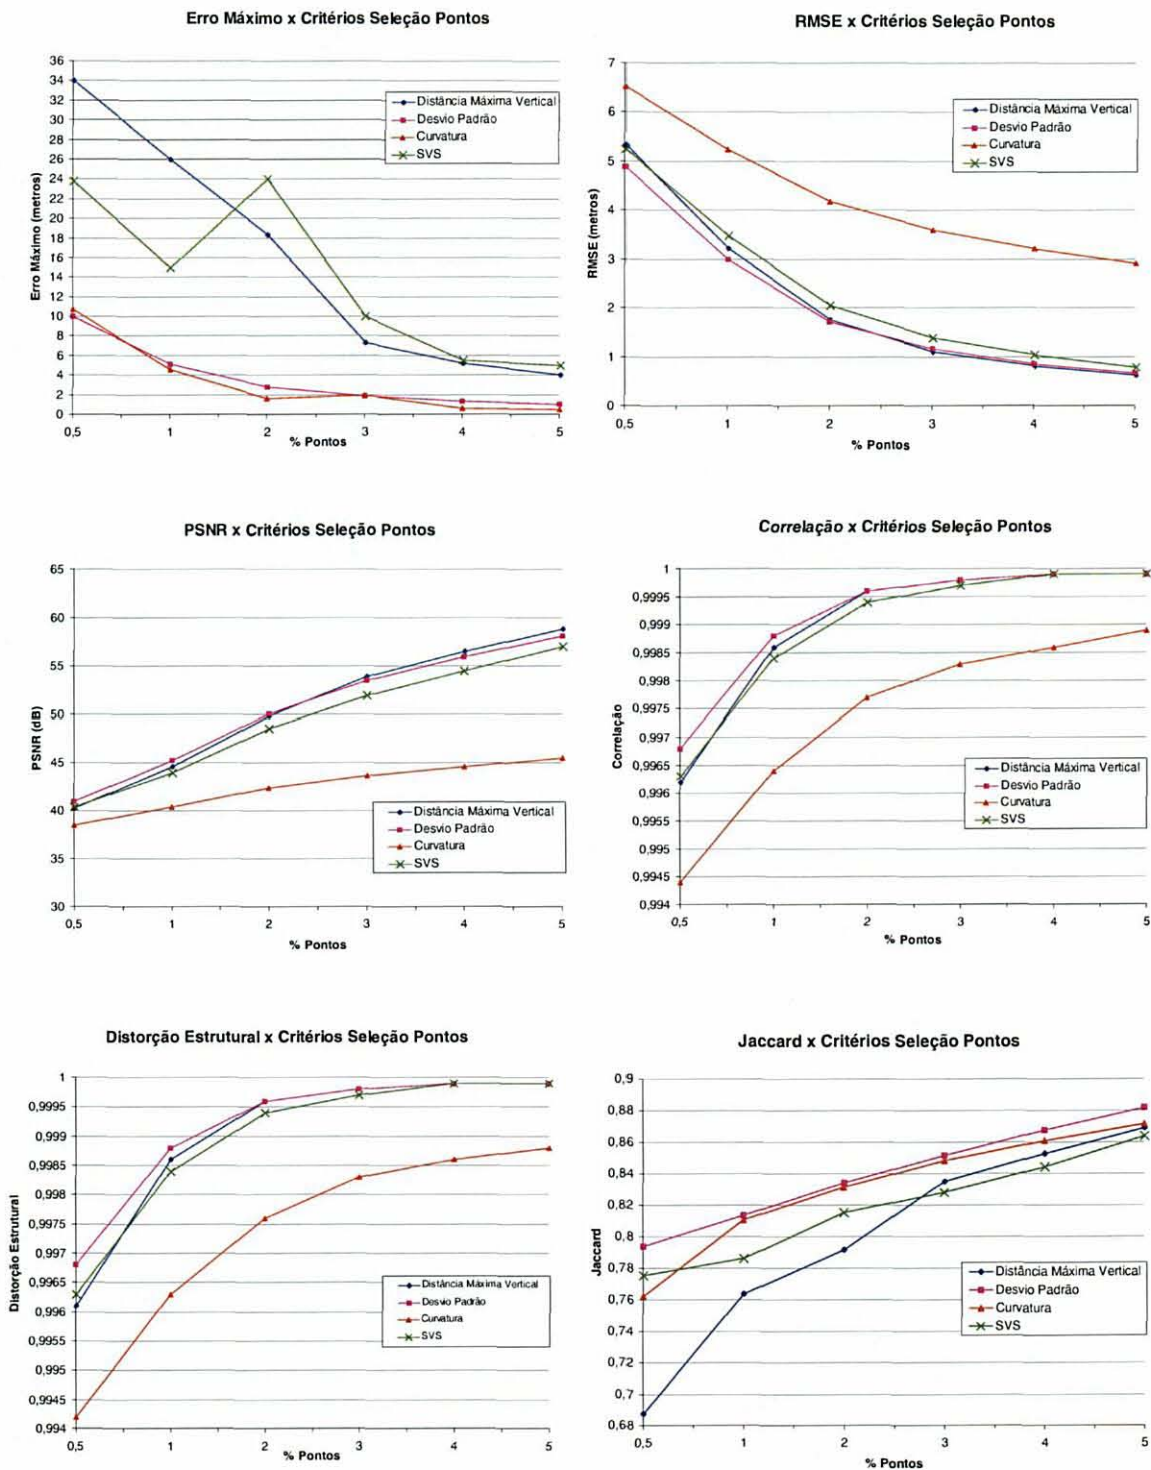 Erro Máximo x Critérios Seleção Pontos
36
34
32
30
28
26
24
22
20
18
16
14
12
10
8
6
4
2
0
Erro Máximo (metros)
0,5 1 2 3 4 5
% Pontos
Distância Máxima Vertical
Desvio Padrão
Curvatura
SVS
RMSE x Critérios Seleção Pontos
7
6
5
4
3
2
1
0
RMSE (metros)
0,5 1 2 3 4 5
% Pontos
Distância Máxima Vertical
Desvio Padrão
Curvatura
SVS
PSNR x Critérios Seleção Pontos
65
60
55
50
45
40
35
30
PSNR (dB)
0,5 1 2 3 4 5
% Pontos
Distância Máxima Vertical
Desvio Padrão
Curvatura
SVS
Correlação x Critérios Seleção Pontos
1
0,9995
0,999
0,9985
0,998
0,9975
0,997
0,9965
0,996
0,9955
0,995
0,9945
0,994
Correlação
0,5 1 2 3 4 5
% Pontos
Distância Máxima Vertical
Desvio Padrão
Curvatura
SVS
Distorção Estrutural x Critérios Seleção Pontos
1
0,9995
0,999
0,9985
0,998
0,9975
0,997
0,9965
0,996
0,9955
0,995
0,9945
0,994
Distorção Estrutural
0,5 1 2 3 4 5
% Pontos
Distância Máxima Vertical
Desvio Padrão
Curvatura
SVS
Jaccard x Critérios Seleção Pontos
0,9
0,88
0,86
0,84
0,82
0,8
0,78
0,76
0,74
0,72
0,7
0,68
Jaccard
0,5 1 2 3 4 5
% Pontos
Distância Máxima Vertical
Desvio Padrão
Curvatura
SVS